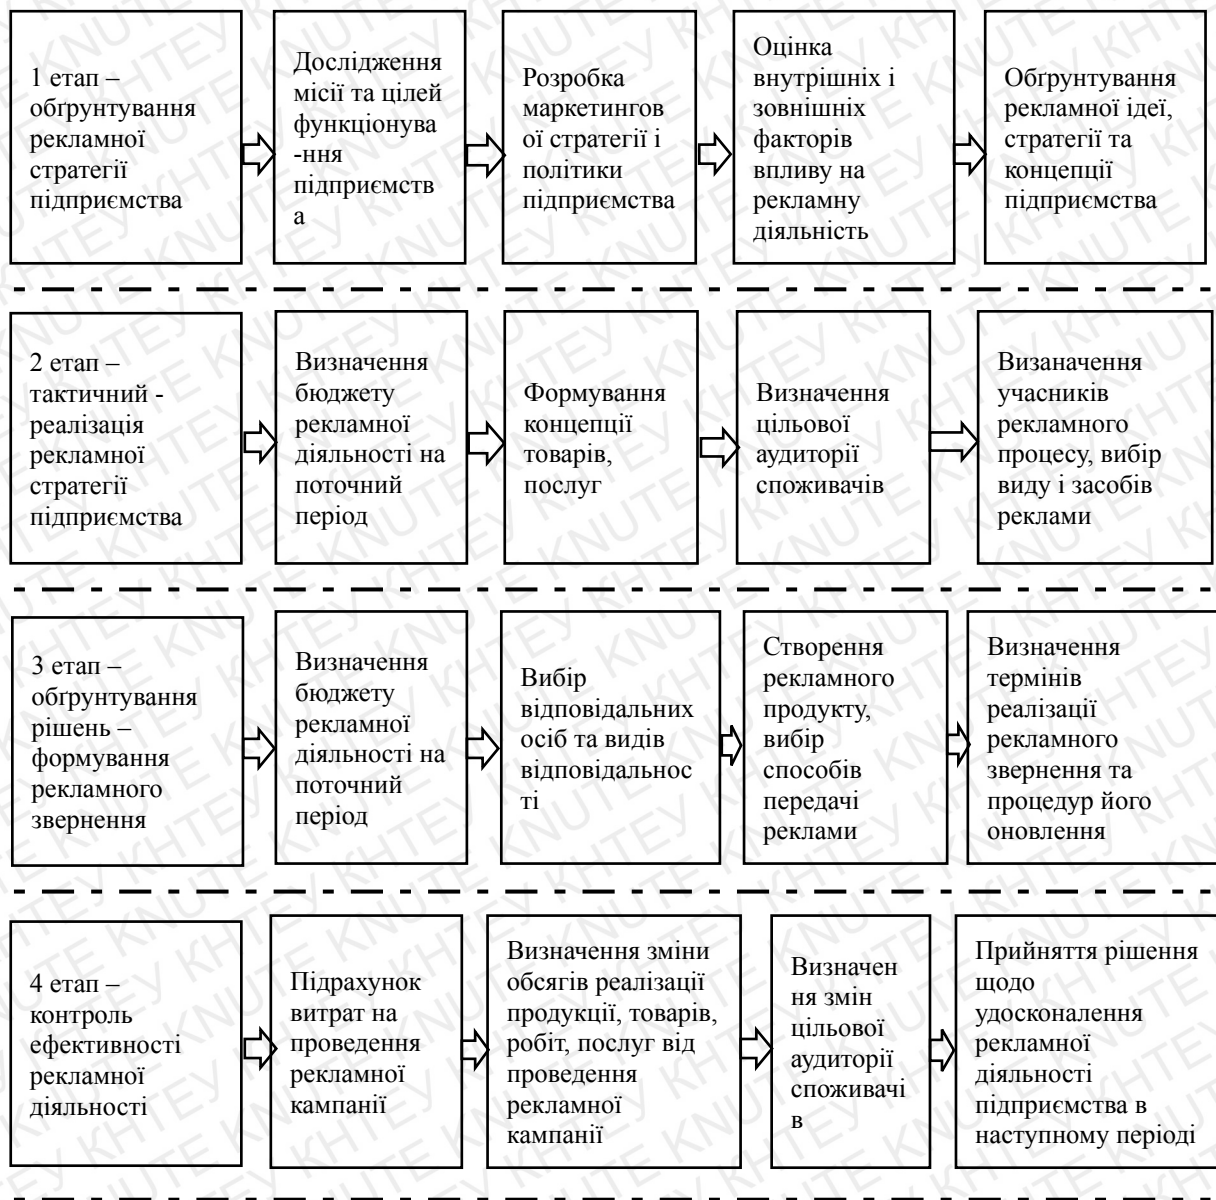 1 етап –
обґрунтування
рекламної
стратегії
підприємства
Дослідження
місії та цілей
функціонува
-ння
підприємств
а
Розробка
маркетингов
ої стратегії і
політики
підприємства
Оцінка
внутрішніх і
зовнішніх
факторів
впливу на
рекламну
діяльність
Обґрунтування
рекламної ідеї,
стратегії та
концепції
підприємства
2 етап –
тактичний -
реалізація
рекламної
стратегії
підприємства
Визначення
бюджету
рекламної
діяльності на
поточний
період
Формування
концепції
товарів,
послуг
Визначення
цільової
аудиторії
споживачів
Визаначення
учасників
рекламного
процесу, вибір
виду і засобів
реклами
3 етап –
обґрунтування
рішень –
формування
рекламного
звернення
Визначення
бюджету
рекламної
діяльності на
поточний
період
Вибір
відповідальних
осіб та видів
відповідальнос
ті
Створення
рекламного
продукту,
вибір
способів
передачі
реклами
Визначення
термінів
реалізації
рекламного
звернення та
процедур його
оновлення
4 етап –
контроль
ефективності
рекламної
діяльності
Підрахунок
витрат на
проведення
рекламної
кампанії
Визначення зміни
обсягів реалізації
продукції, товарів,
робіт, послуг від
проведення
рекламної
кампанії
Визначен
ня змін
цільової
аудиторії
споживачі
в
Прийняття рішення
щодо
удосконалення
рекламної
діяльності
підприємства в
наступному періоді